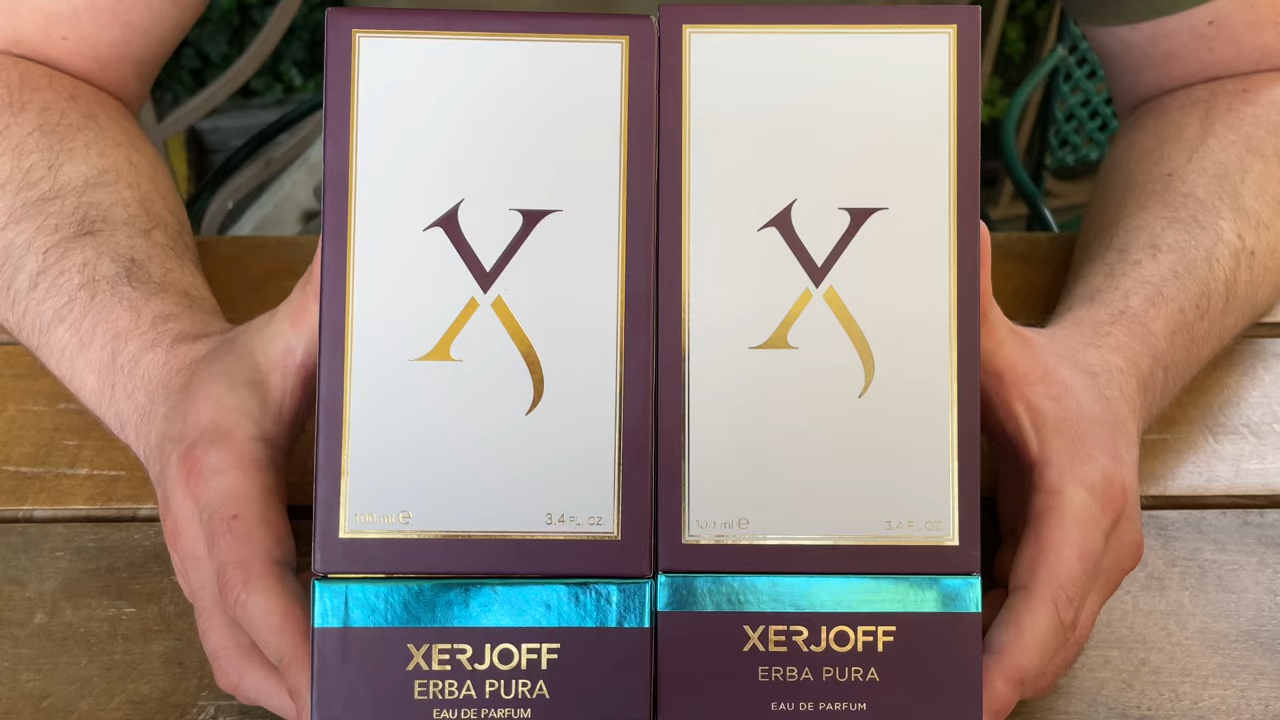 100 ml ℮
3.4 FL. OZ.
XERJOFF
ERBA PURA
EAU DE PARFUM
100 ml ℮
3.4 FL. OZ.
XERJOFF
ERBA PURA
EAU DE PARFUM